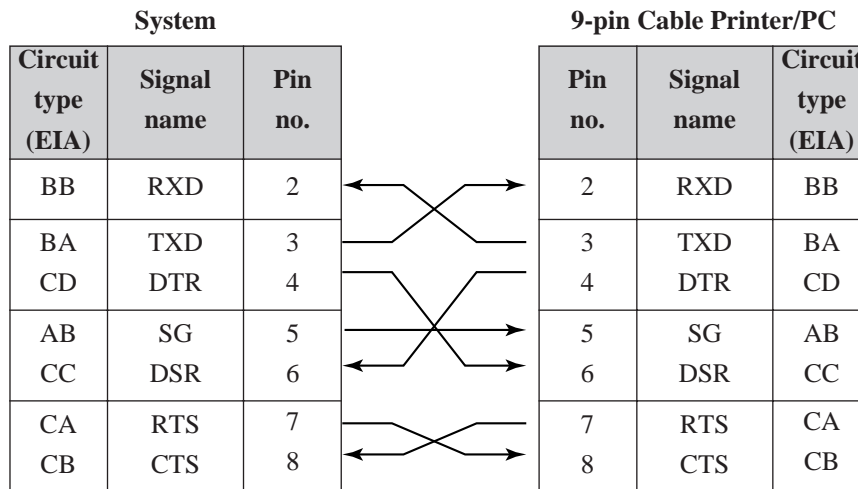 System 9-pin Cable Printer/PC
Circuit type (EIA) Signal name Pin no. Pin no. Signal name Circuit type (EIA)
BB RXD 2 2 RXD BB
BA TXD 3 3 TXD BA
CD DTR 4 4 DTR CD
AB SG 5 5 SG AB
CC DSR 6 6 DSR CC
CA RTS 7 7 RTS CA
CB CTS 8 8 CTS CB